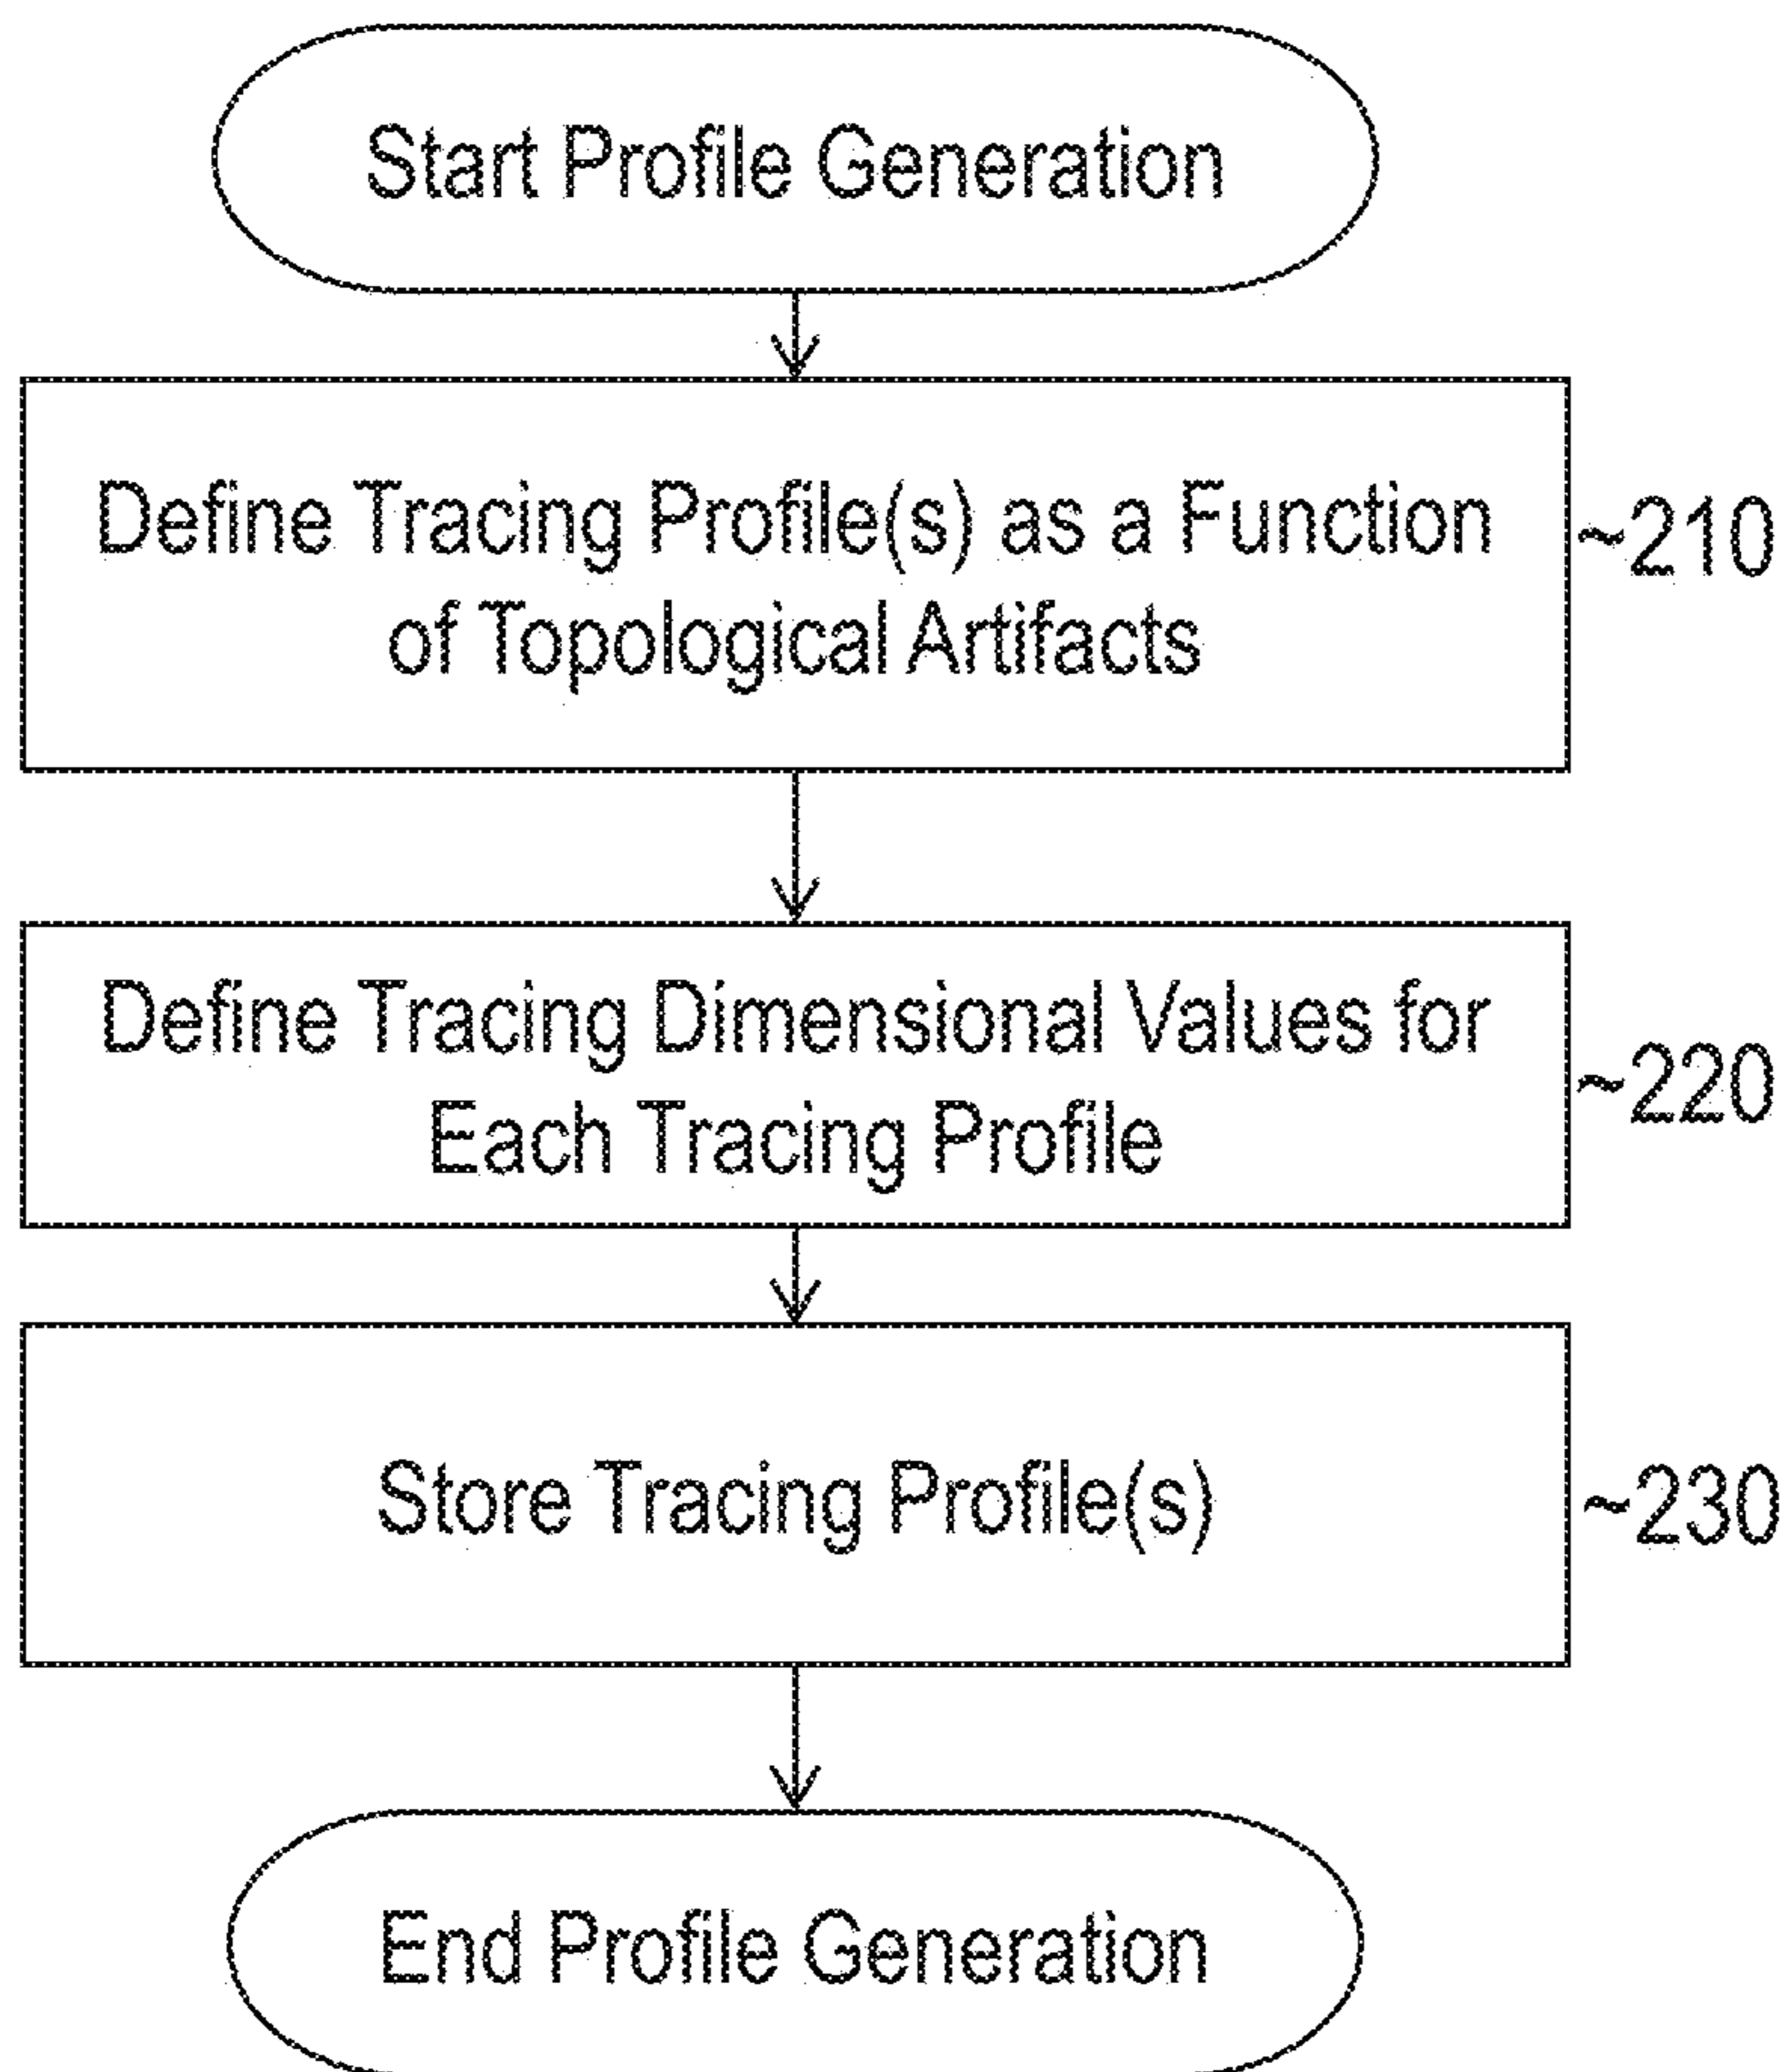 Start Profile Generation
Define Tracing Profile(s) as a Function
of Topological Artifacts
~210
Define Tracing Dimensional Values for
Each Tracing Profile
~220
Store Tracing Profile(s)
~230
End Profile Generation